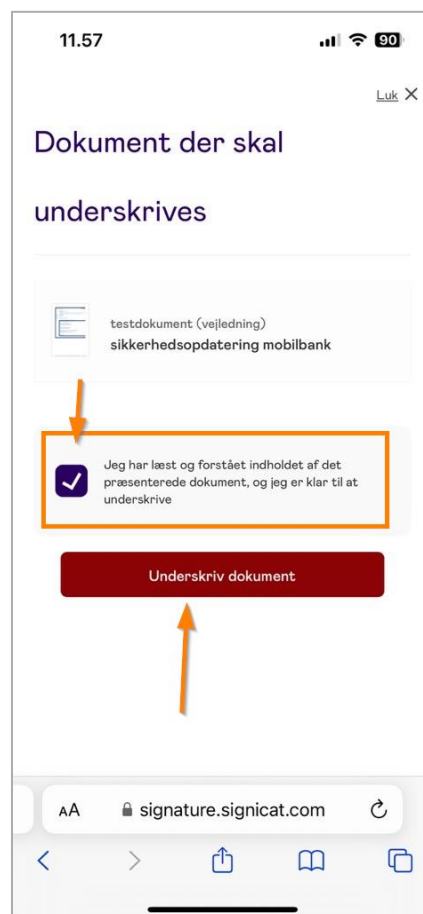 11.57
90
Luk X
Dokument der skal
underskrives
testdokument (vejledning)
sikkerhedsopdatering mobilbank
Jeg har læst og forstået indholdet af det
præsenterede dokument, og jeg er klar til at
underskrive
Underskriv dokument
AA signature.signicat.com